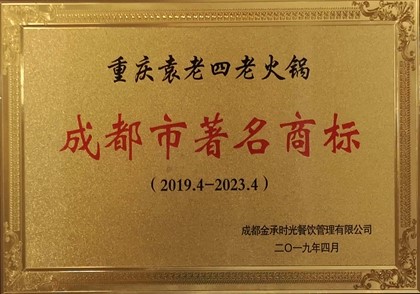 重庆袁老四老火锅
成都市著名商标
(2019.4-2023.4)
成都金承时光餐饮管理有限公司
二〇一九年四月